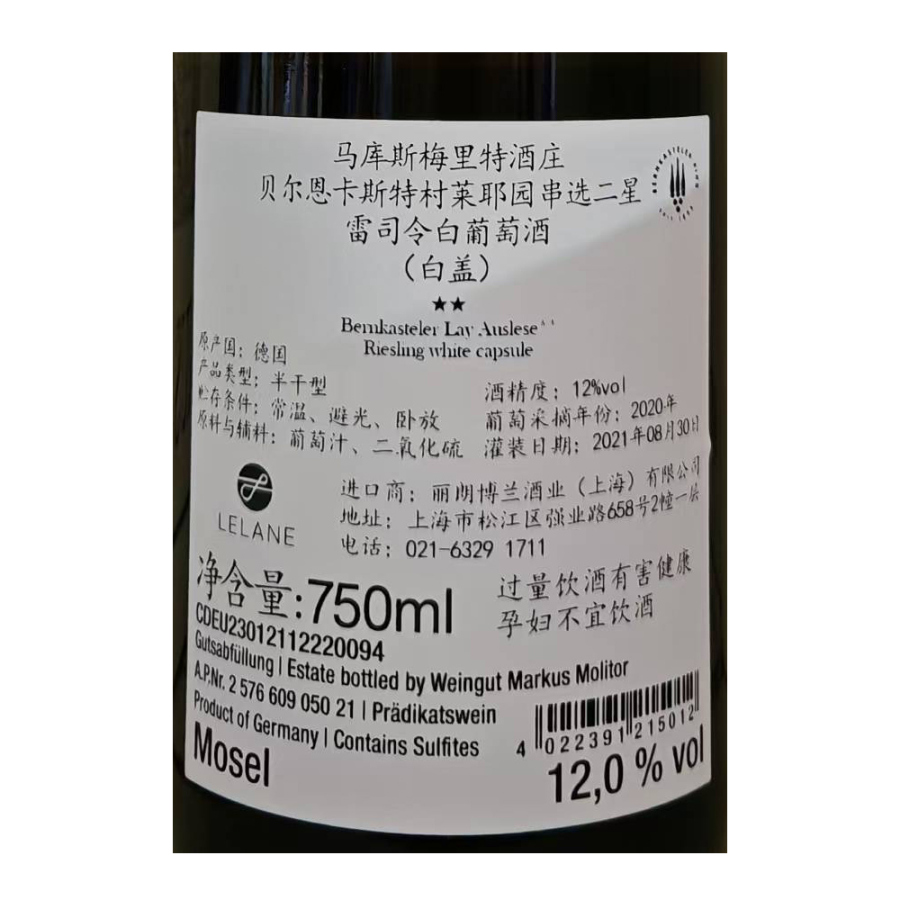 马库斯梅里特酒庄
贝尔恩卡斯特村莱耶园串选二星
雷司令白葡萄酒
（白盖）
★★
Bernkasteler Lay Auslese**
Riesling white capsule
BERNKASTELER RING
原产国：德国
产品类型：半干型
贮存条件：常温、避光、卧放
原料与辅料：葡萄汁、二氧化硫
酒精度：12%vol
葡萄采摘年份：2020年
灌装日期：2021年08月30日
LELANE
进口商：丽朗博兰酒业（上海）有限公司
地址：上海市松江区强业路658号2幢一层
电话：021-6329 1711
净含量:750ml
过量饮酒有害健康
孕妇不宜饮酒
CDEU23012112220094
Gutsabfüllung | Estate bottled by Weingut Markus Molitor
A.P.Nr. 2 576 609 050 21 | Prädikatswein
Product of Germany | Contains Sulfites
Mosel
4 022391 215012
12,0 % vol